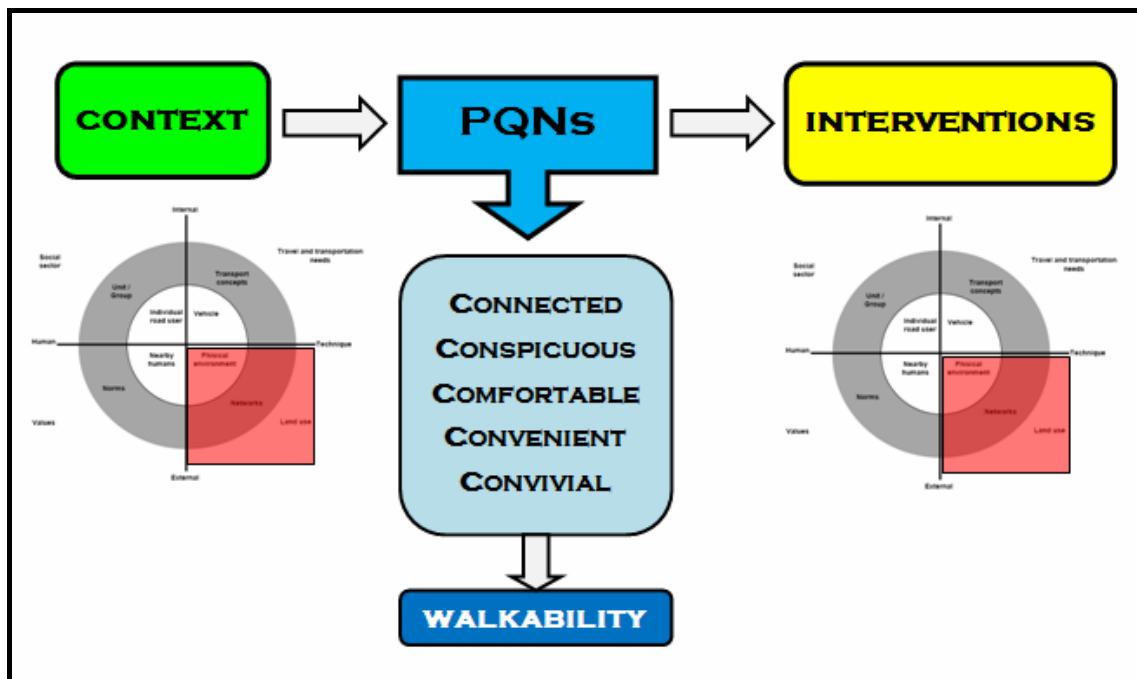 CONTEXT
PQNs
INTERVENTIONS
CONNECTED
CONSPICUOUS
COMFORTABLE
CONVENIENT
CONVIVIAL
WALKABILITY
Internal
Social
sector
Travel and transportation
needs
Unit /
Group
Transport
concepts
Individual
road user
Vehicle
Human
Technique
Nearby
humans
Phisical
environment
Norms
Networks
Values
Land use
External
Internal
Social
sector
Travel and transportation
needs
Unit /
Group
Transport
concepts
Individual
road user
Vehicle
Human
Technique
Nearby
humans
Phisical
environment
Norms
Networks
Values
Land use
External